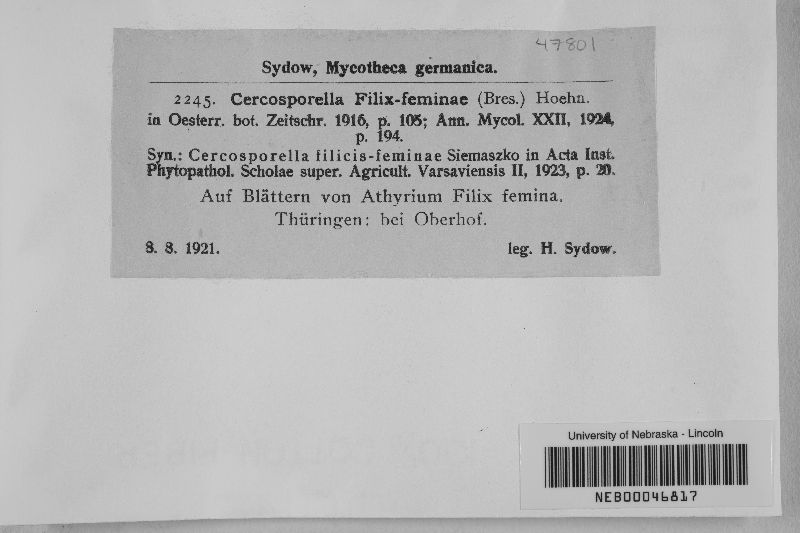 47801
Sydow, Mycotheca germanica.
2245. Cercosporella Filix-feminae (Bres.) Hoehn.
in Oesterr. bot. Zeitschr. 1916, p. 105; Ann. Mycol. XXII, 1924,
p. 194.
Syn.: Cercosporella filicis-feminae Siemaszko in Acta Inst.
Phytopathol. Scholae super. Agricult. Varsaviensis II, 1923, p. 20.
Auf Blättern von Athyrium Filix femina.
Thüringen: bei Oberhof.
8. 8. 1921. leg. H. Sydow.
University of Nebraska - Lincoln
NEB00046817